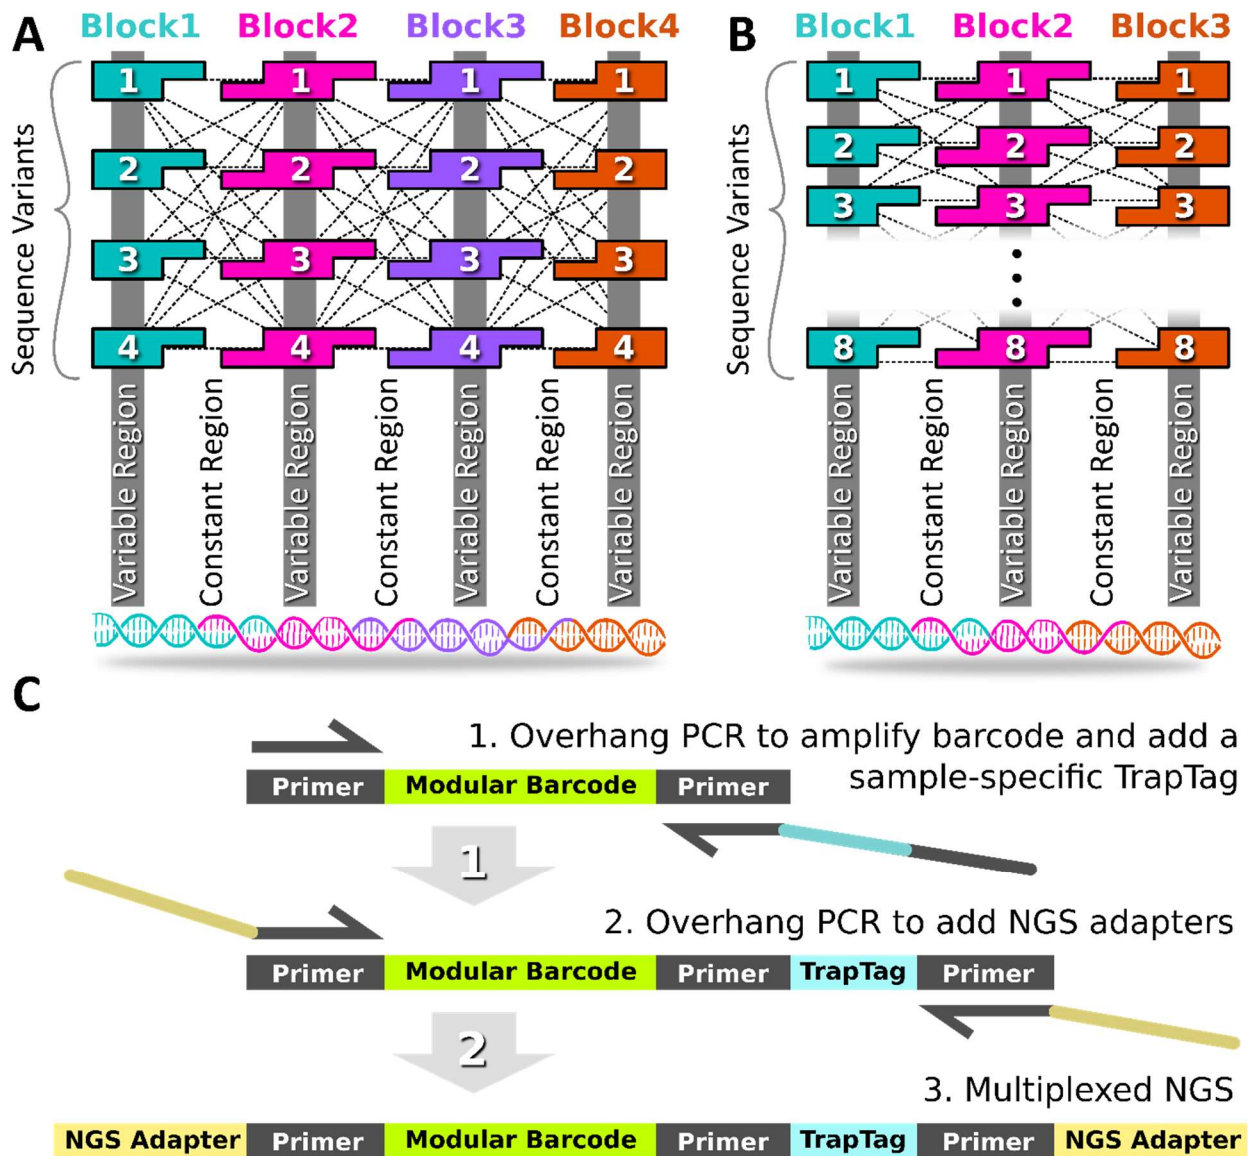 A
Block1 Block2 Block3 Block4
Sequence Variants
1 1 1 1
2 2 2 2
3 3 3 3
4 4 4 4
Variable Region
Constant Region
Variable Region
Constant Region
Variable Region
Constant Region
Variable Region
B
Block1 Block2 Block3
Sequence Variants
1 1 1
2 2 2
3 3 3
8 8 8
Variable Region
Constant Region
Variable Region
Constant Region
Variable Region
C
1. Overhang PCR to amplify barcode and add a
sample-specific TrapTag
Primer Modular Barcode Primer
1
2. Overhang PCR to add NGS adapters
Primer Modular Barcode Primer TrapTag Primer
2
3. Multiplexed NGS
NGS Adapter Primer Modular Barcode Primer TrapTag Primer NGS Adapter